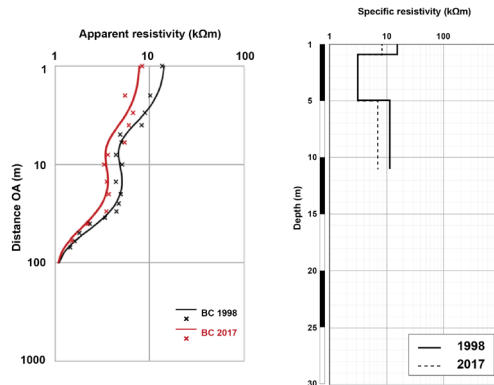 Apparent resistivity (kΩm)
1 10 100
1
10
100
1000
Distance OA (m)
BC 1998
BC 2017
Specific resistivity (kΩm)
1 10 100
1
5
10
15
20
25
30
Depth (m)
1998
2017